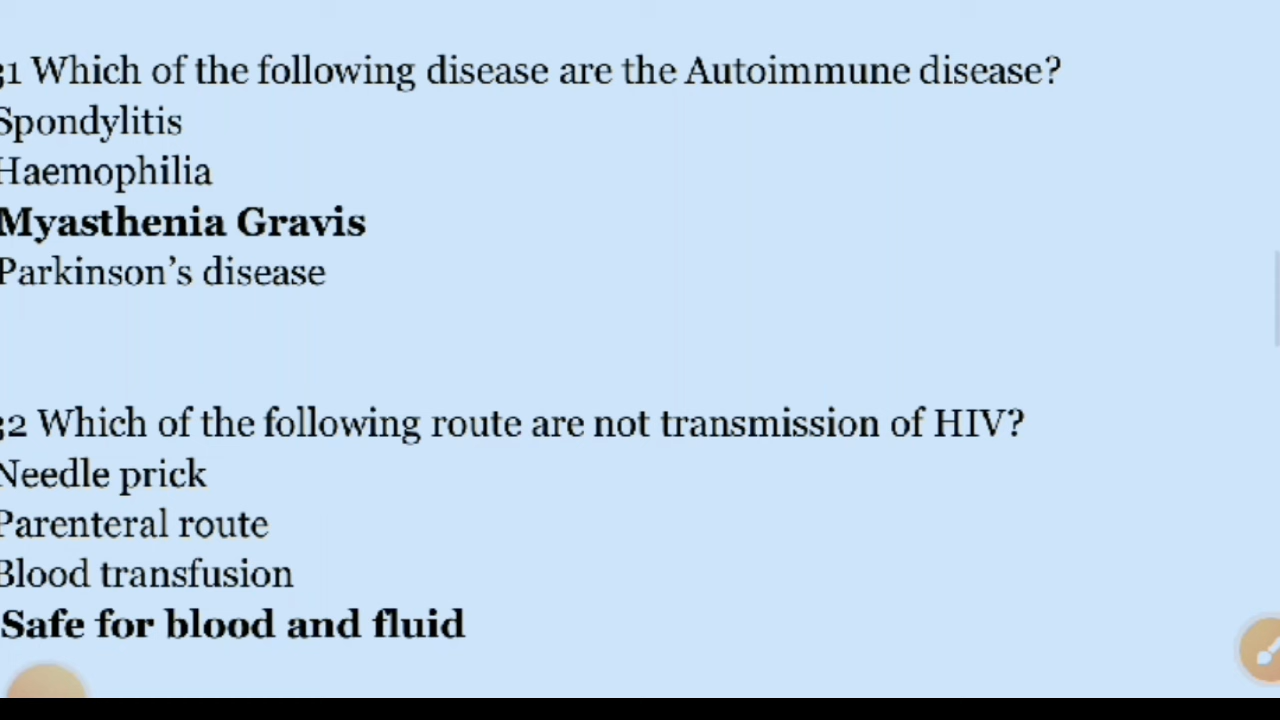 31 Which of the following disease are the Autoimmune disease?
Spondylitis
Haemophilia
Myasthenia Gravis
Parkinson’s disease
32 Which of the following route are not transmission of HIV?
Needle prick
Parenteral route
Blood transfusion
Safe for blood and fluid